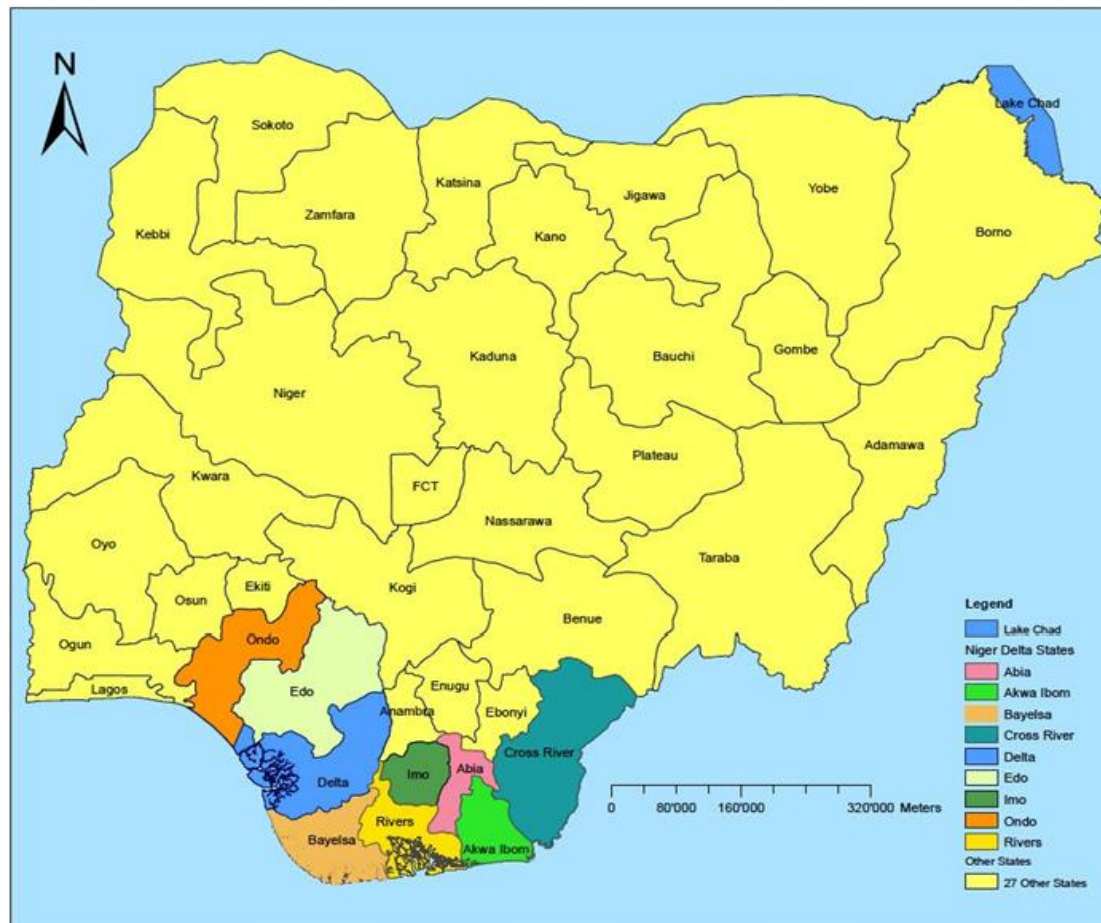 N
Lake Chad
Sokoto
Katsina
Yobe
Jigawa
Zamfara
Kebbi
Kano
Borno
Kaduna
Bauchi
Gombe
Niger
Adamawa
Plateau
Kwara
FCT
Nassarawa
Oyo
Taraba
Ekiti
Kogi
Osun
Benue
Ondo
Ogun
Enugu
Lagos
Edo
Anambra
Ebonyi
Cross River
Abia
Imo
Delta
Rivers
Bayelsa
Akwa Ibom
0 80'000 160'000 320'000 Meters
Legend
Lake Chad
Niger Delta States
Abia
Akwa Ibom
Bayelsa
Cross River
Delta
Edo
Imo
Ondo
Rivers
Other States
27 Other States